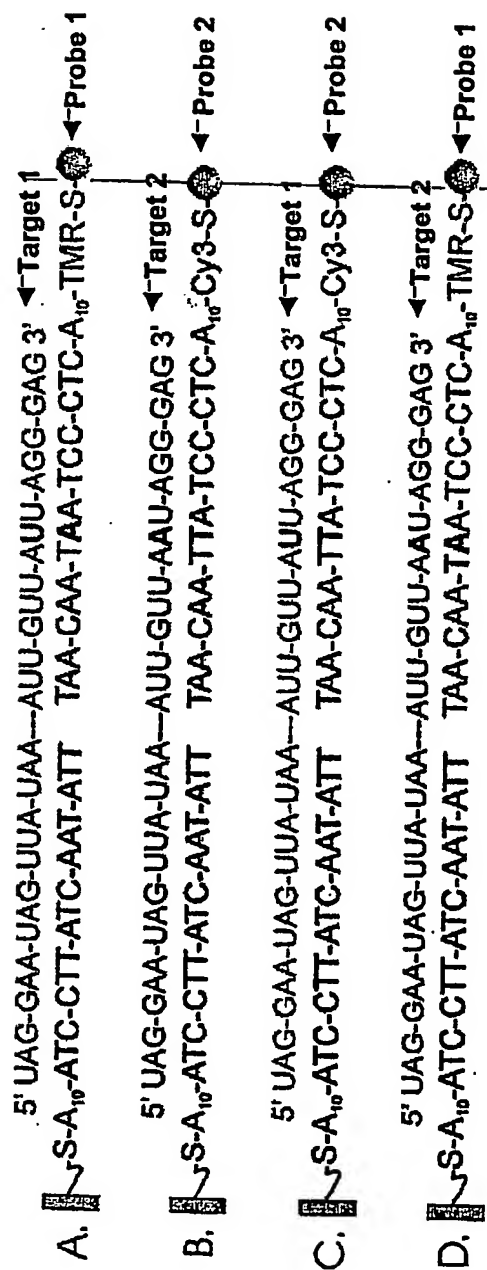 5' UAG-GAA-UAG-UUA-UAA—AUU-GUU-AUU-AGG-GAG 3' Target 1
A. S-A10-ATC-CTT-ATC-AAT-ATT TAA-CAA-TAA-TCC-CTC-A10-TMR-S Probe 1
5' UAG-GAA-UAG-UUA-UAA—AUU-GUU-AAU-AGG-GAG 3' Target 2
B. S-A10-ATC-CTT-ATC-AAT-ATT TAA-CAA-TTA-TCC-CTC-A10-Cy3-S Probe 2
5' UAG-GAA-UAG-UUA-UAA—AUU-GUU-AUU-AGG-GAG 3' Target 1
C. S-A10-ATC-CTT-ATC-AAT-ATT TAA-CAA-TTA-TCC-CTC-A10-Cy3-S Probe 2
5' UAG-GAA-UAG-UUA-UAA—AUU-GUU-AAU-AGG-GAG 3' Target 2
D. S-A10-ATC-CTT-ATC-AAT-ATT TAA-CAA-TAA-TCC-CTC-A10-TMR-S Probe 1